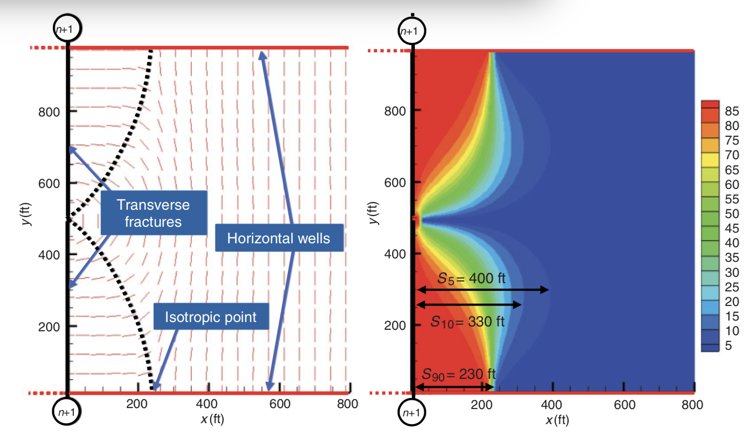 n+1
n+1
800
600
400
200
y(ft)
Transverse
fractures
Horizontal wells
Isotropic point
n+1
200
400
600
800
x(ft)
800
600
400
200
y(ft)
S5= 400 ft
S10= 330 ft
S90= 230 ft
n+1
200
400
600
800
x(ft)
85
80
75
70
65
60
55
50
45
40
35
30
25
20
15
10
5